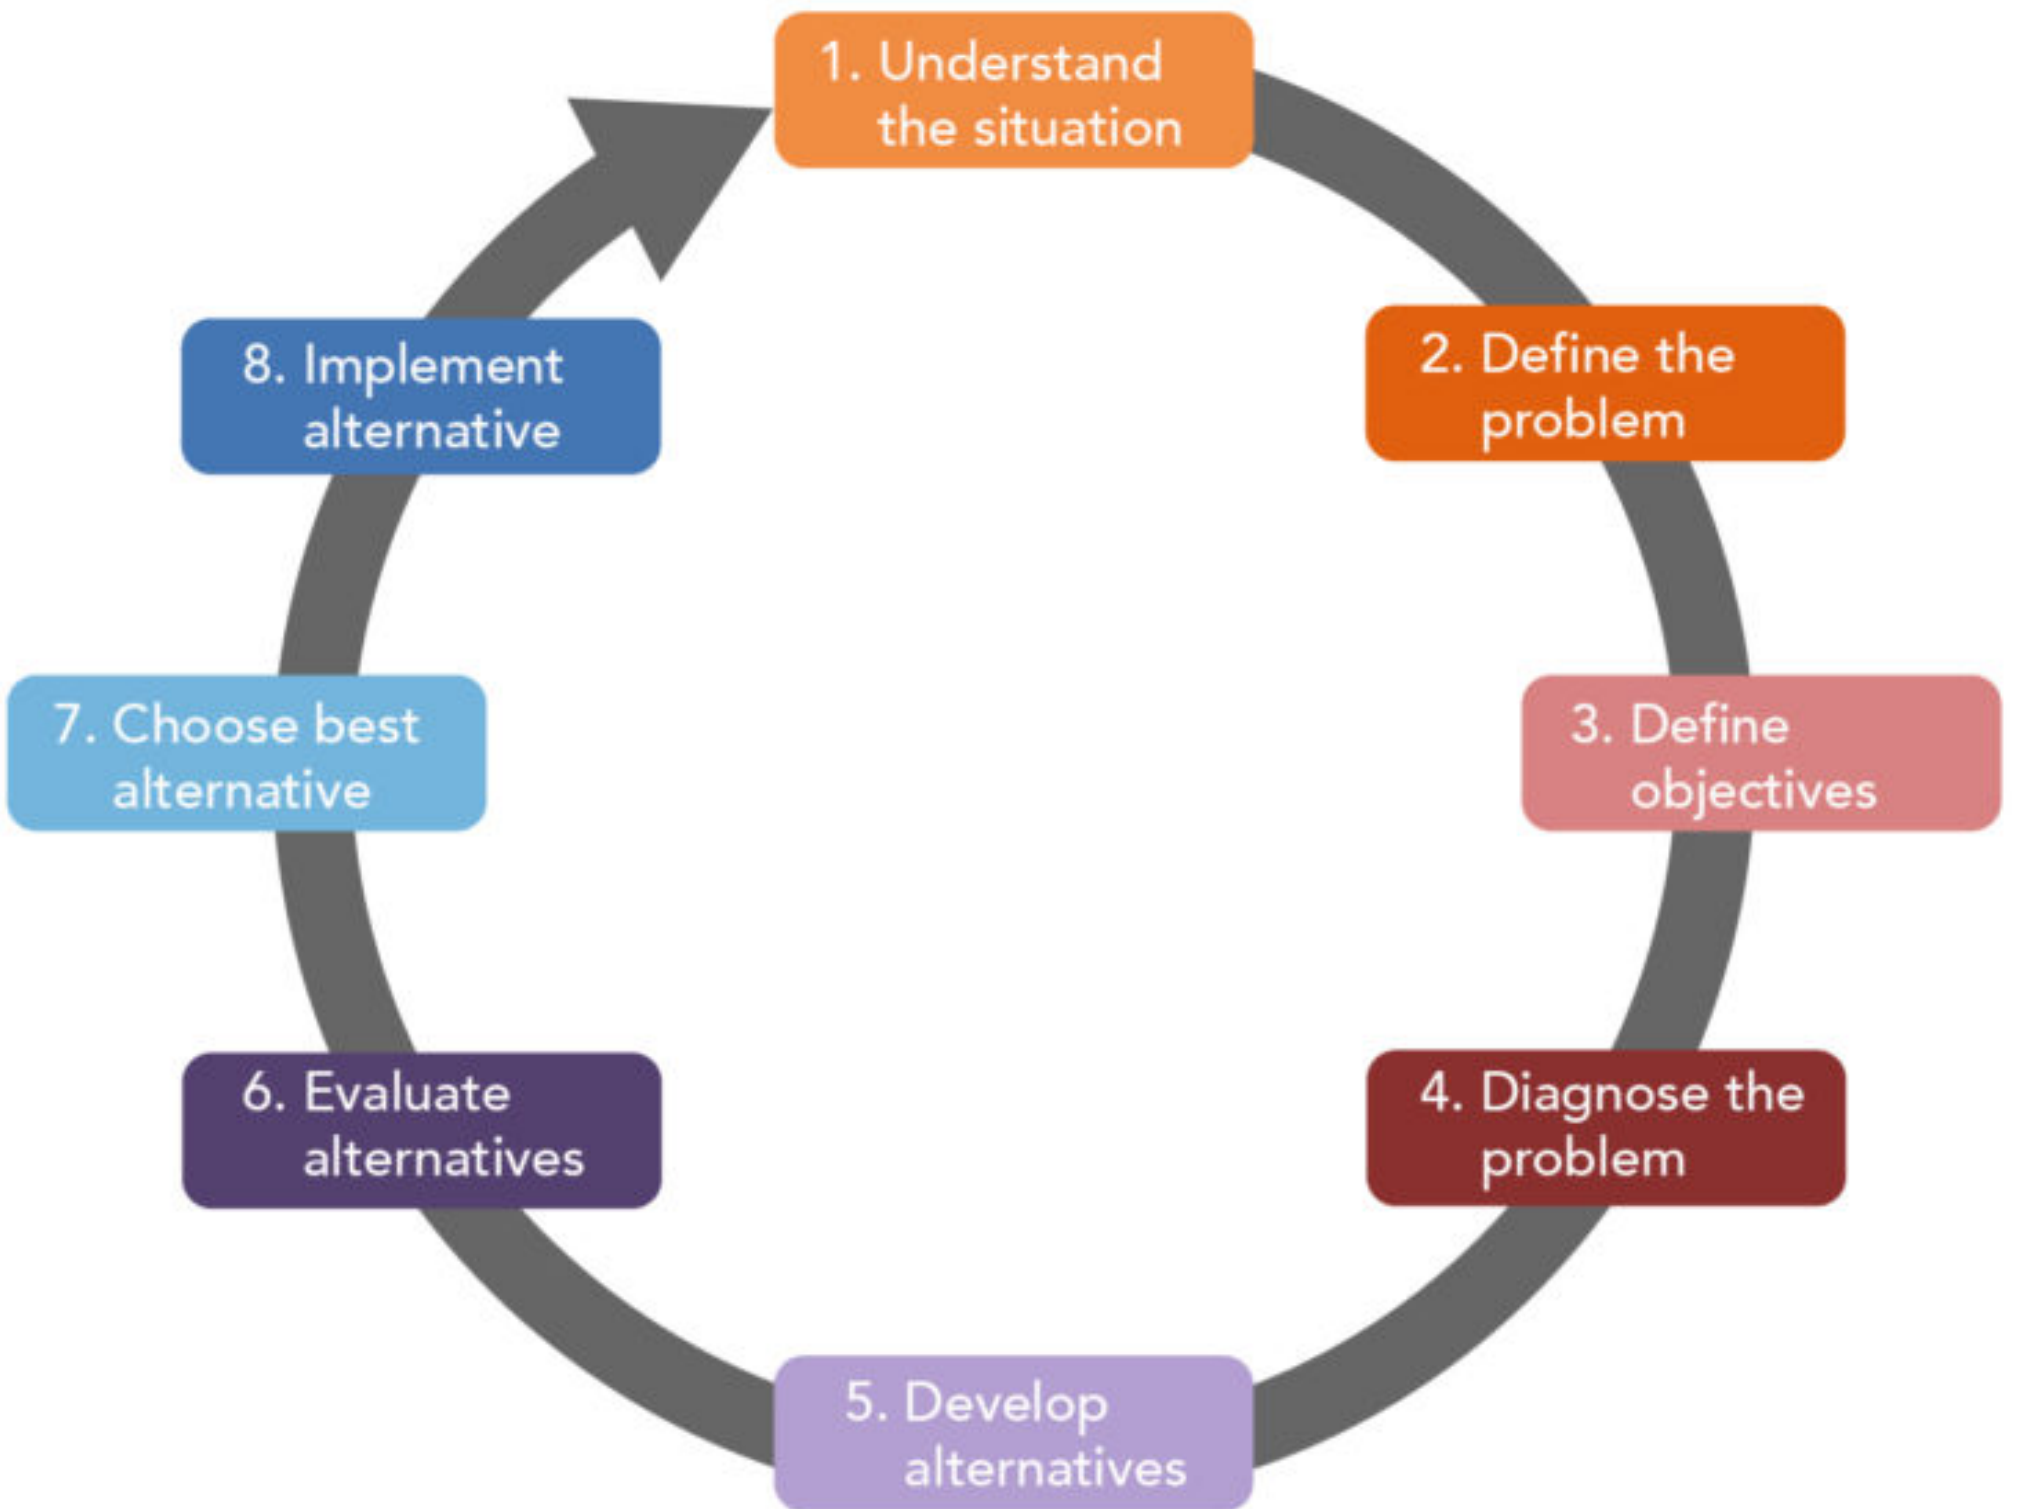 1. Understand
the situation
2. Define the
problem
3. Define
objectives
4. Diagnose the
problem
5. Develop
alternatives
6. Evaluate
alternatives
7. Choose best
alternative
8. Implement
alternative